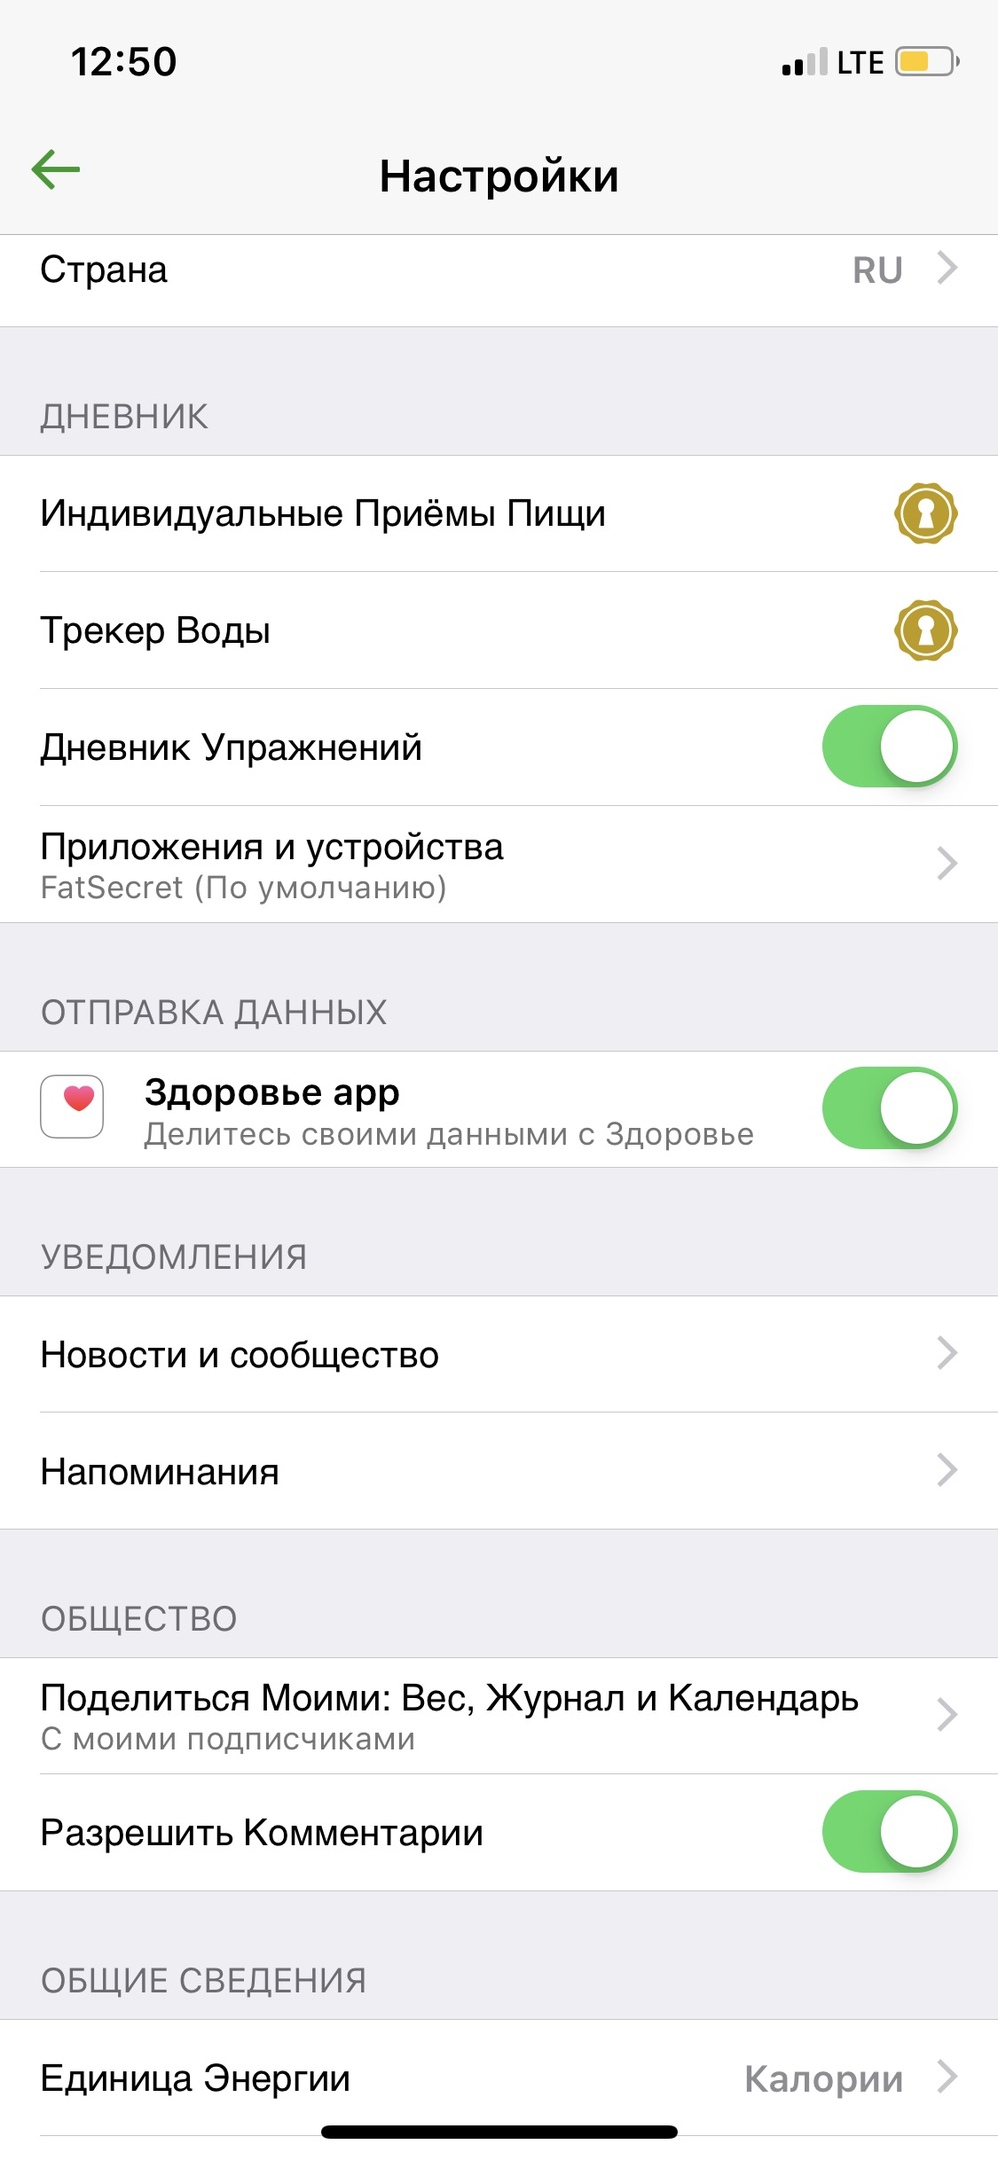 12:50
LTE
Настройки
Страна
RU
ДНЕВНИК
Индивидуальные Приёмы Пищи
Трекер Воды
Дневник Упражнений
Приложения и устройства
FatSecret (По умолчанию)
ОТПРАВКА ДАННЫХ
Здоровье app
Делитесь своими данными с Здоровье
УВЕДОМЛЕНИЯ
Новости и сообщество
Напоминания
ОБЩЕСТВО
Поделиться Моими: Вес, Журнал и Календарь
С моими подписчиками
Разрешить Комментарии
ОБЩИЕ СВЕДЕНИЯ
Единица Энергии
Калории